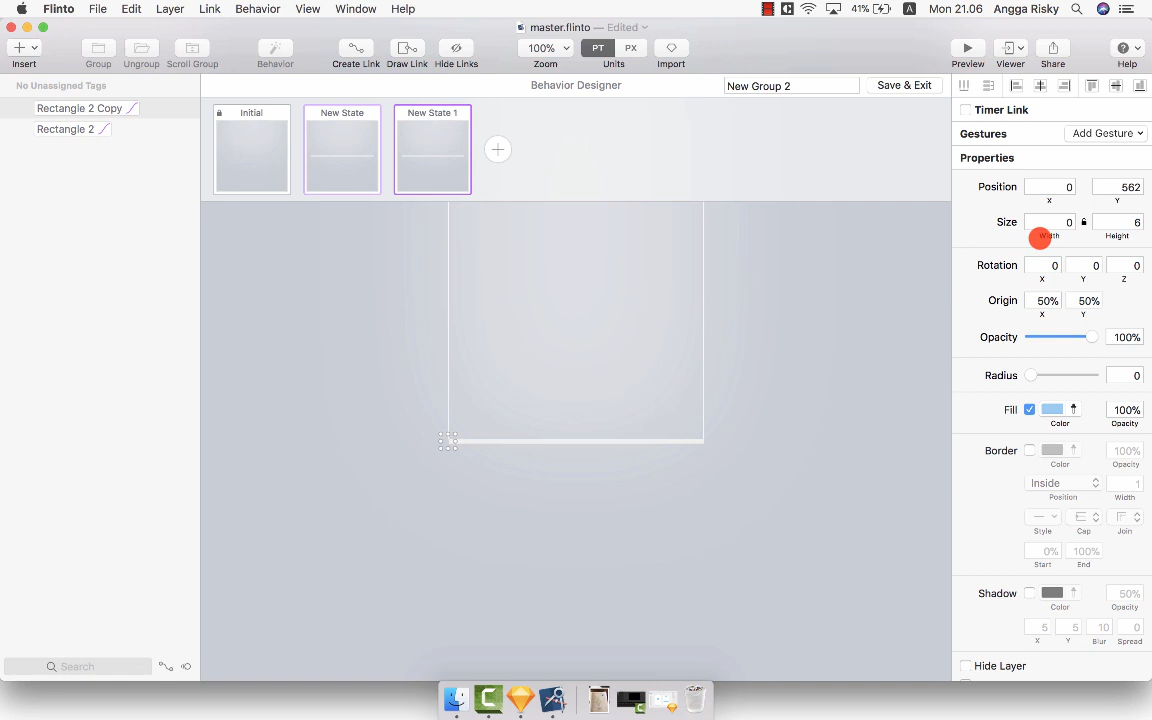 Flinto File Edit Layer Link Behavior View Window Help 41% A Mon 21.06 Angga Risky
master.flinto — Edited
Insert Group Ungroup Scroll Group Behavior Create Link Draw Link Hide Links 100% Zoom PT PX Units Import Preview Viewer Share Help
No Unassigned Tags
Behavior Designer
New Group 2
Save & Exit
Rectangle 2 Copy
Rectangle 2
Initial
New State
New State 1
Timer Link
Gestures Add Gesture
Properties
Position 0 562
X Y
Size 0 6
Width Height
Rotation 0 0 0
X Y Z
Origin 50% 50%
X Y
Opacity 100%
Radius 0
Fill 100%
Color Opacity
Border 100%
Color Opacity
Inside 1
Position Width
Style Cap Join
0% 100%
Start End
Shadow 50%
Color Opacity
5 5 10 0
X Y Blur Spread
Hide Layer
Search